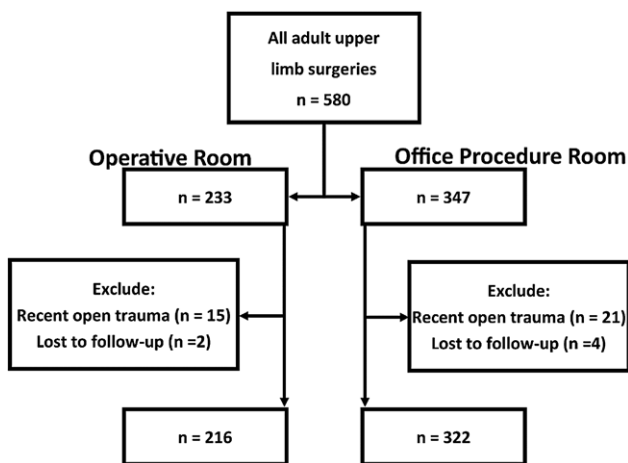 All adult upper
limb surgeries
n = 580
Operative Room
Office Procedure Room
n = 233
n = 347
Exclude:
Recent open trauma (n = 15)
Lost to follow-up (n =2)
Exclude:
Recent open trauma (n = 21)
Lost to follow-up (n =4)
n = 216
n = 322